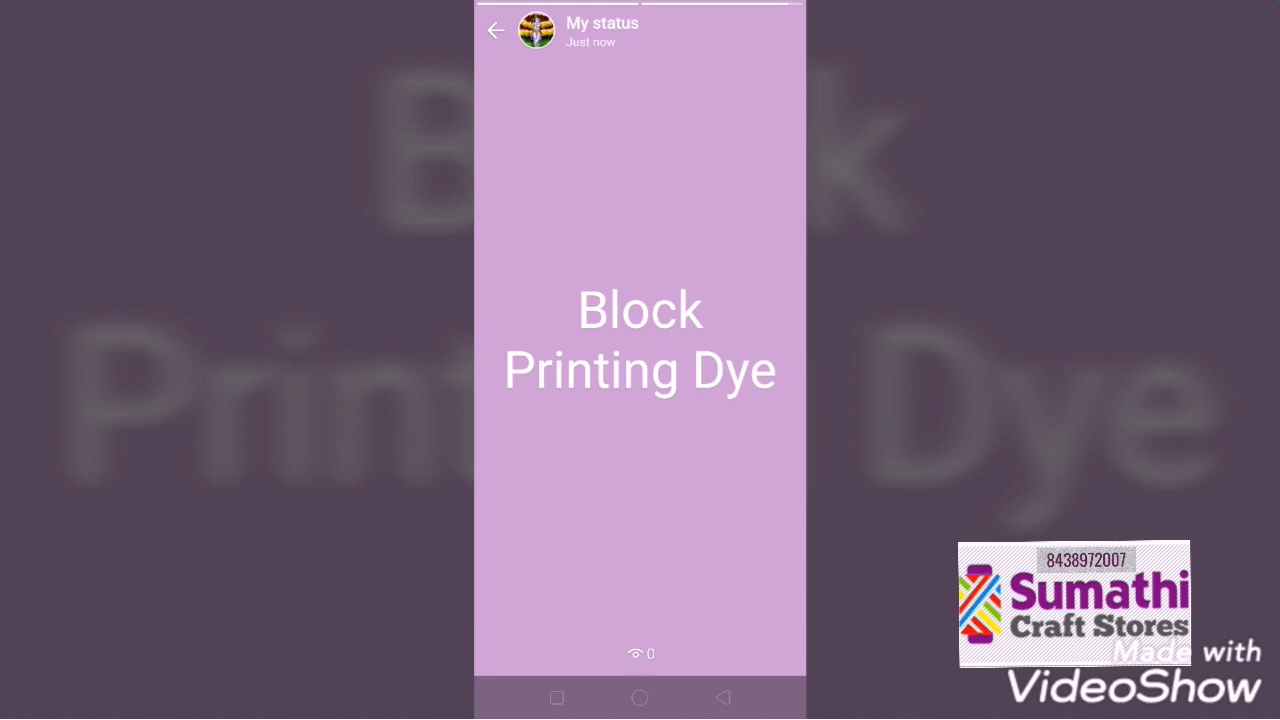 My status
Just now
Block
Printing Dye
0
8438972007
Sumathi
Craft Stores
Made with
VideoShow